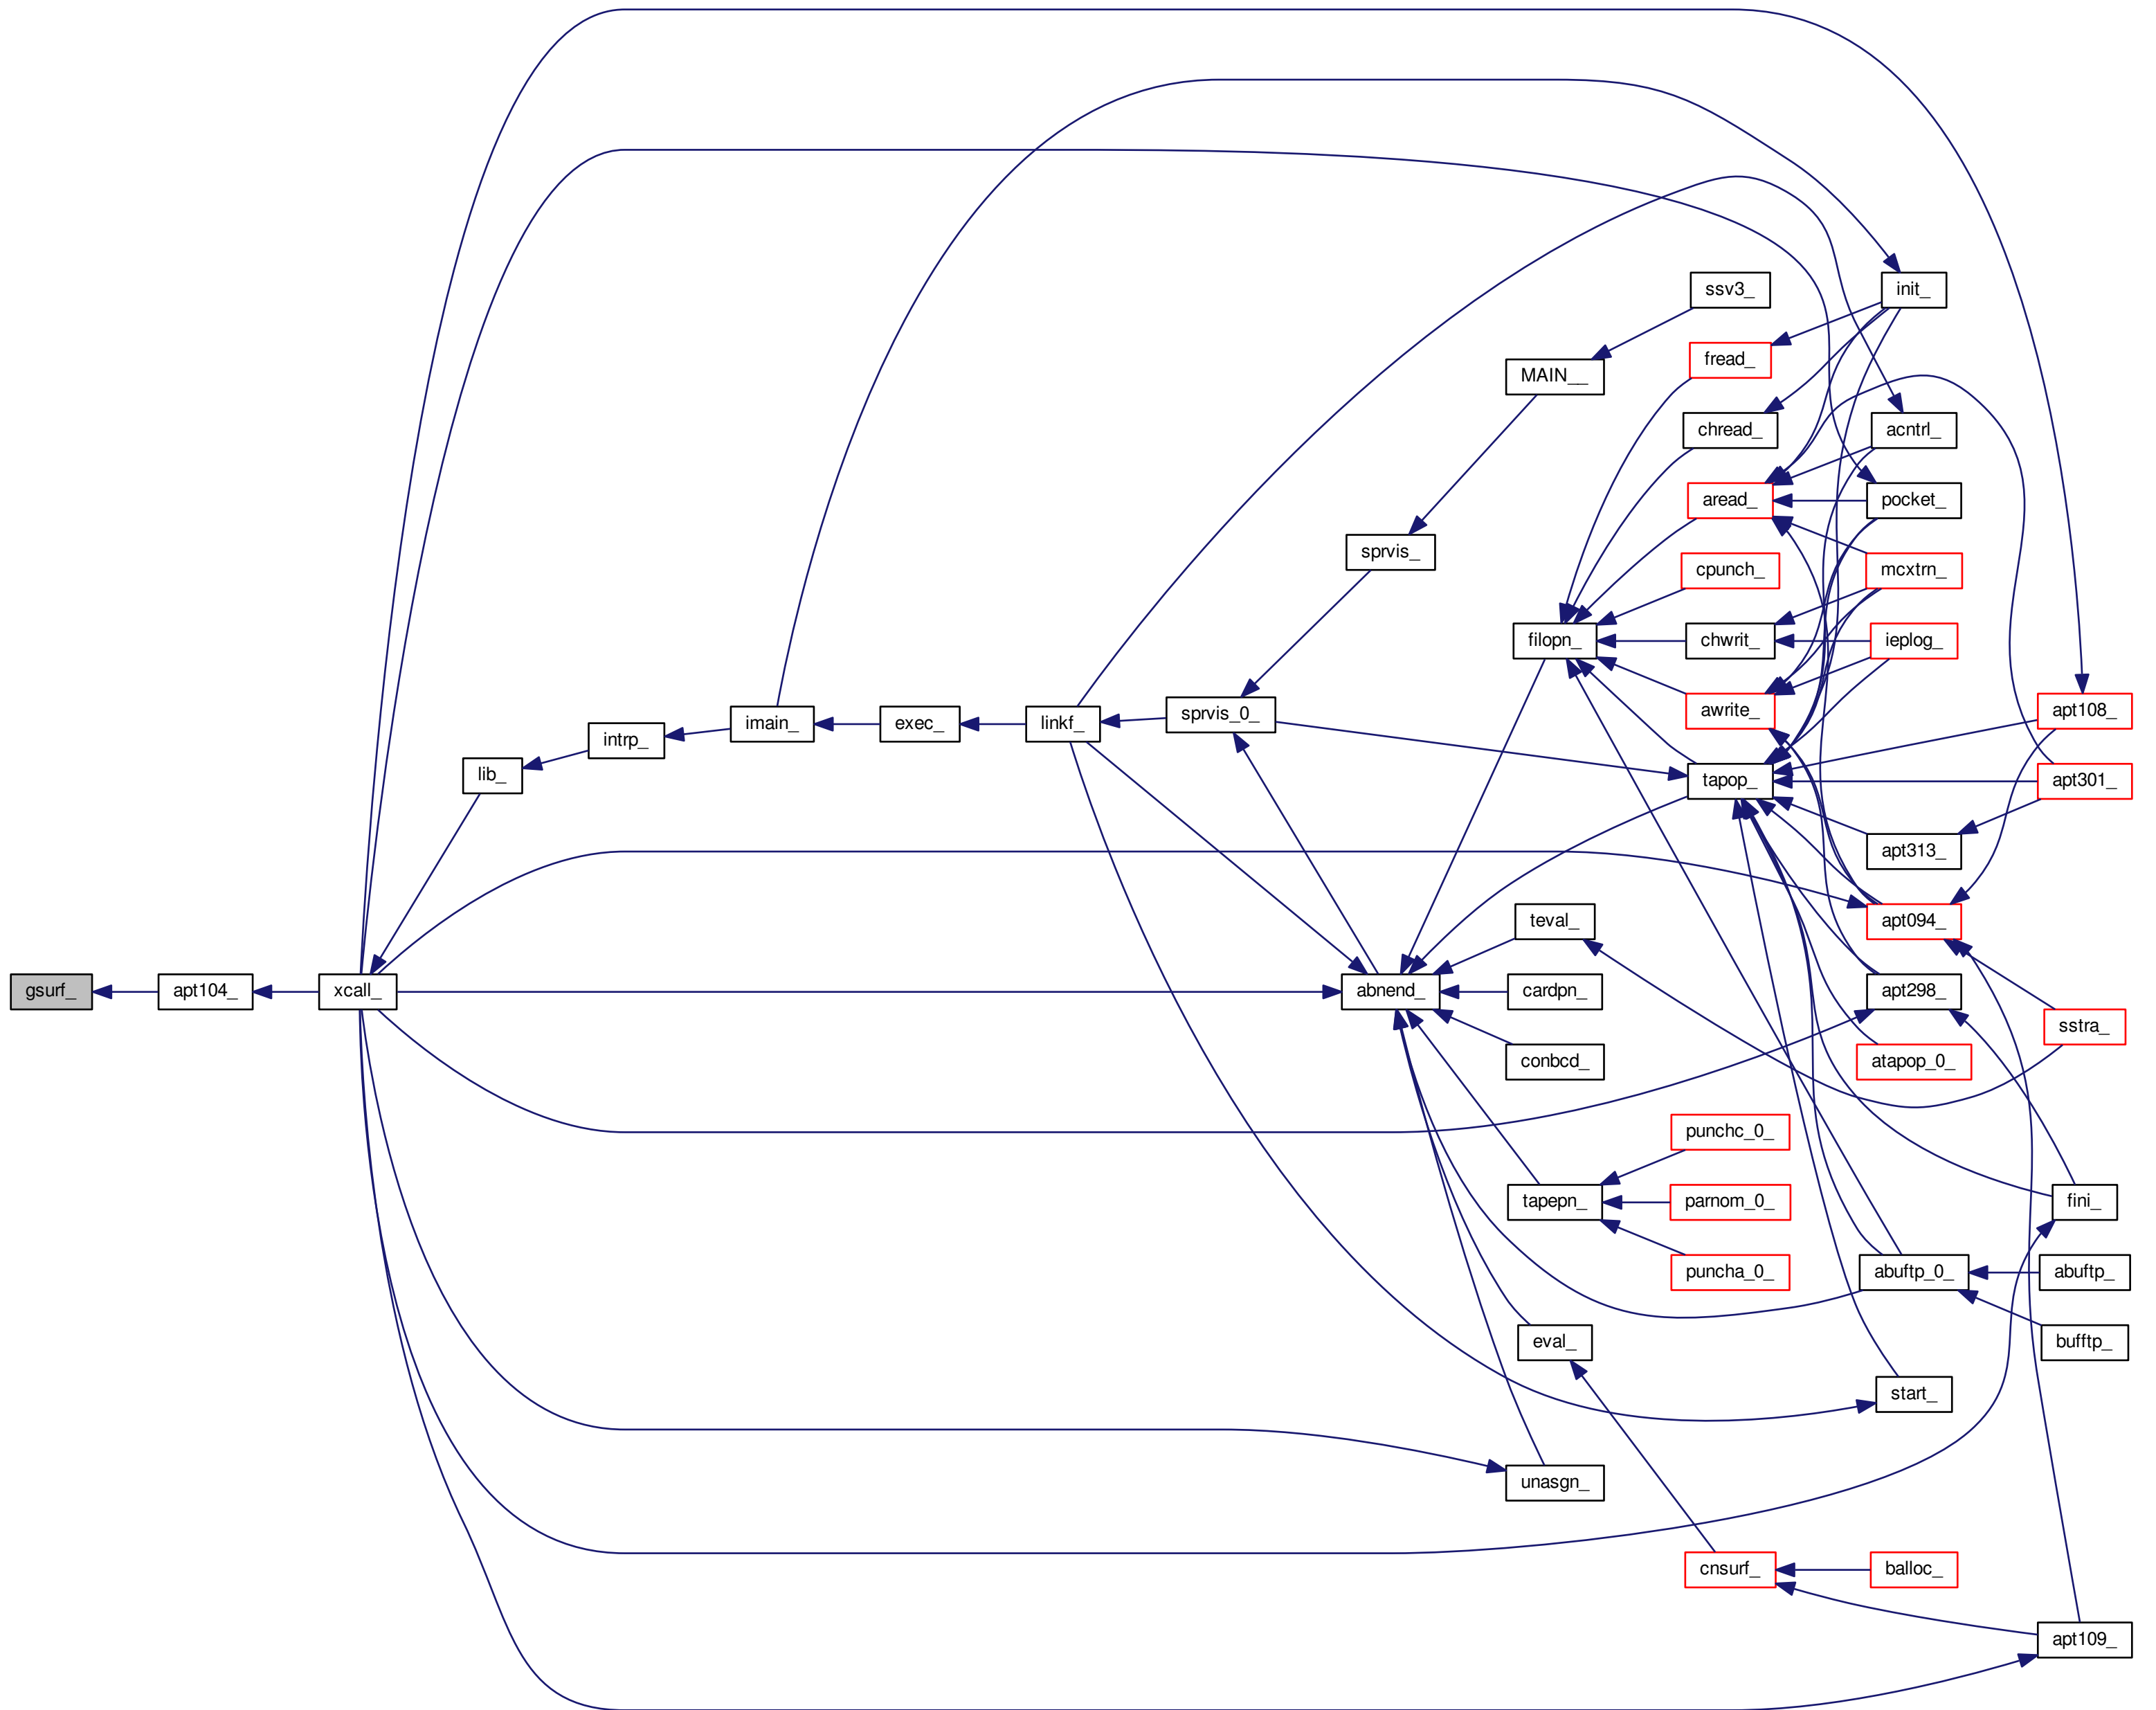 gsurf_
apt104_
xcall_
lib_
intrp_
imain_
exec_
linkf_
sprvis_0_
sprvis_
abnend_
MAIN__
filopn_
teval_
cardpn_
conbcd_
tapepn_
eval_
unasgn_
ssv3_
fread_
chread_
aread_
cpunch_
chwrit_
awrite_
tapop_
punchc_0_
parnom_0_
puncha_0_
cnsurf_
init_
acntrl_
pocket_
mcxtrn_
ieplog_
apt313_
apt094_
apt298_
atapop_0_
abuftp_0_
start_
balloc_
apt108_
apt301_
sstra_
fini_
abuftp_
bufftp_
apt109_